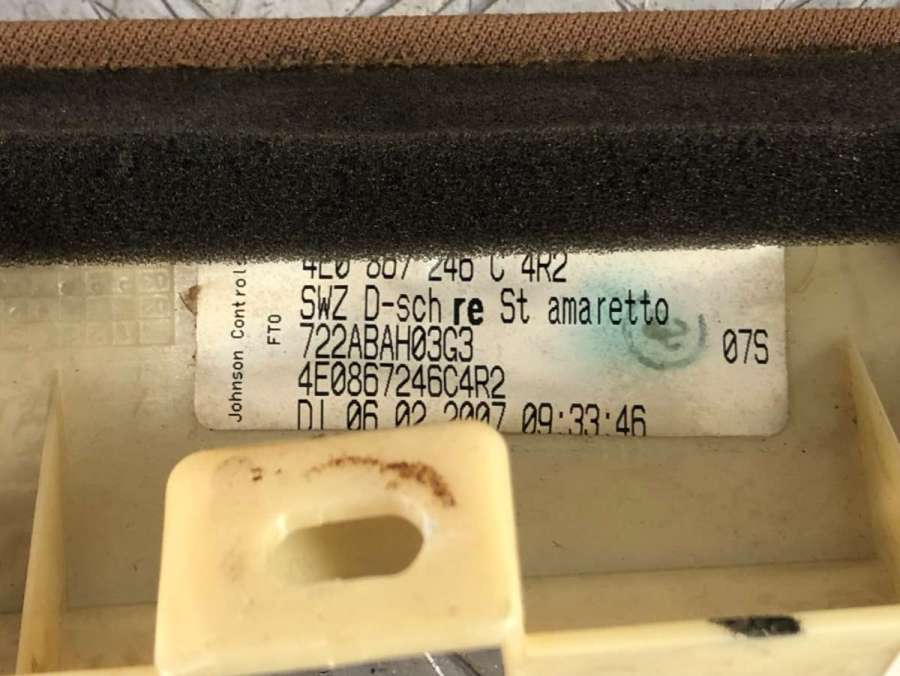 4E0 867 246 C 4R2
SWZ D-sch re St amaretto
722ABAH03G3
07S
4E0867246C4R2
DI 06.02.2007 09:33:46
Johnson Controls
FTO